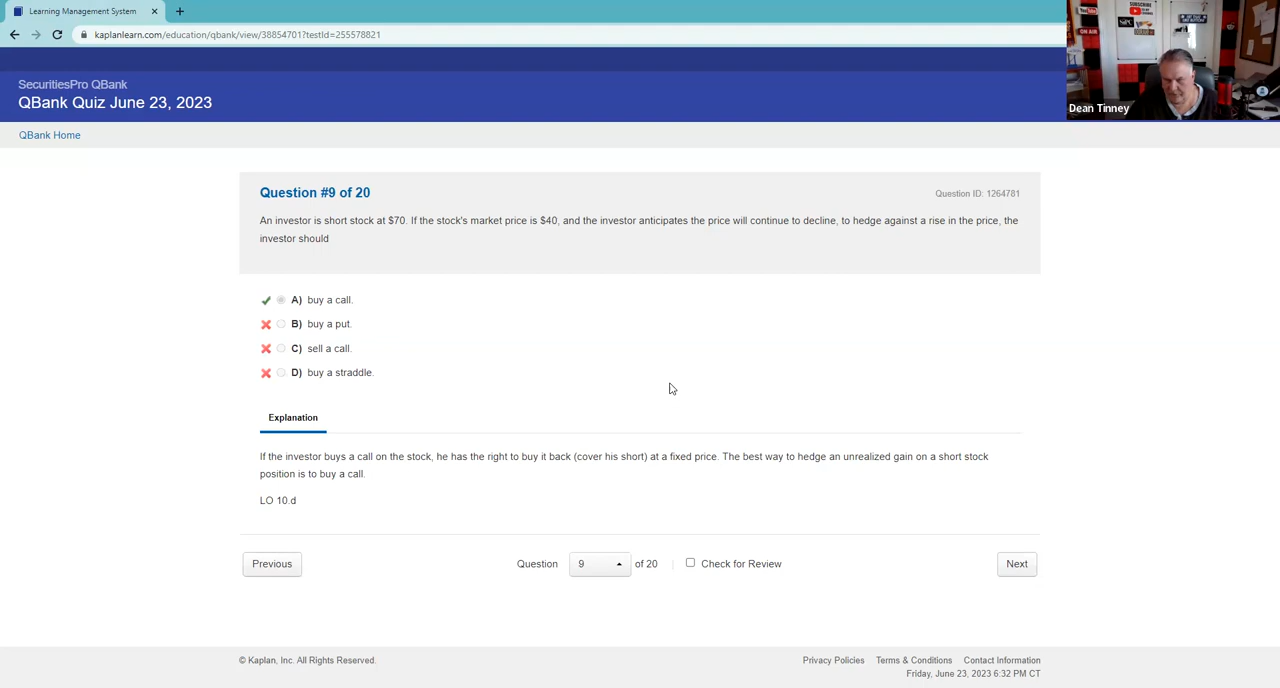 Learning Management System
kaplanlearn.com/education/qbank/view/38854701?testId=255578821
SUBSCRIBE
YouTube
SIPC
ON AIR
Dean Tinney
SecuritiesPro QBank
QBank Quiz June 23, 2023
QBank Home
Question #9 of 20
Question ID: 1264781
An investor is short stock at $70. If the stock's market price is $40, and the investor anticipates the price will continue to decline, to hedge against a rise in the price, the
investor should
A) buy a call.
B) buy a put.
C) sell a call.
D) buy a straddle.
Explanation
If the investor buys a call on the stock, he has the right to buy it back (cover his short) at a fixed price. The best way to hedge an unrealized gain on a short stock
position is to buy a call.
LO 10.d
Previous
Question 9 of 20
Check for Review
Next
© Kaplan, Inc. All Rights Reserved.
Privacy Policies Terms & Conditions Contact Information
Friday, June 23, 2023 6:32 PM CT